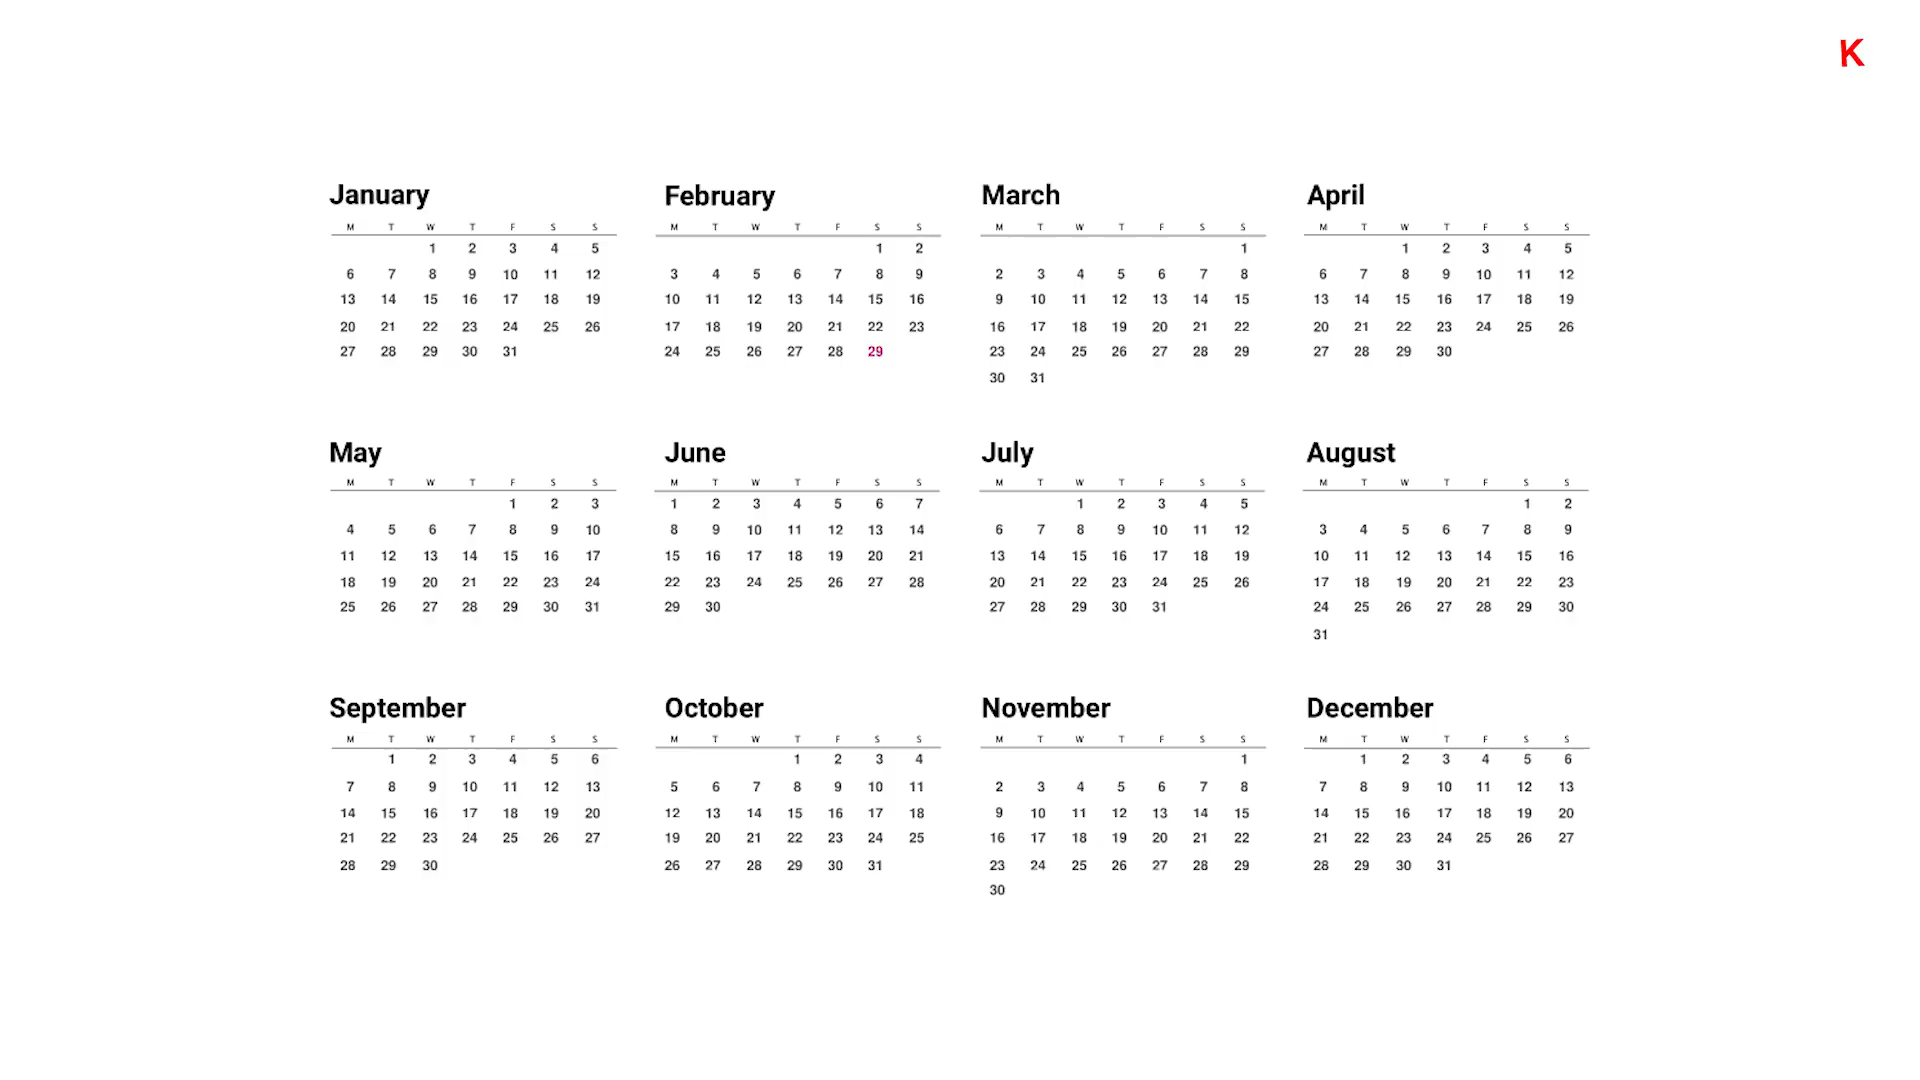 K
January February March April
M T W T F S S M T W T F S S M T W T F S S M T W T F S S
1 2 3 4 5 1 2 1 1 2 3 4 5
6 7 8 9 10 11 12 3 4 5 6 7 8 9 2 3 4 5 6 7 8 6 7 8 9 10 11 12
13 14 15 16 17 18 19 10 11 12 13 14 15 16 9 10 11 12 13 14 15 13 14 15 16 17 18 19
20 21 22 23 24 25 26 17 18 19 20 21 22 23 16 17 18 19 20 21 22 20 21 22 23 24 25 26
27 28 29 30 31 24 25 26 27 28 29 23 24 25 26 27 28 29 27 28 29 30
30 31
May June July August
M T W T F S S M T W T F S S M T W T F S S M T W T F S S
1 2 3 1 2 3 4 5 6 7 1 2 3 4 5 1 2
4 5 6 7 8 9 10 8 9 10 11 12 13 14 6 7 8 9 10 11 12 3 4 5 6 7 8 9
11 12 13 14 15 16 17 15 16 17 18 19 20 21 13 14 15 16 17 18 19 10 11 12 13 14 15 16
18 19 20 21 22 23 24 22 23 24 25 26 27 28 20 21 22 23 24 25 26 17 18 19 20 21 22 23
25 26 27 28 29 30 31 29 30 27 28 29 30 31 24 25 26 27 28 29 30
31
September October November December
M T W T F S S M T W T F S S M T W T F S S M T W T F S S
1 2 3 4 5 6 1 2 3 4 1 1 2 3 4 5 6
7 8 9 10 11 12 13 5 6 7 8 9 10 11 2 3 4 5 6 7 8 7 8 9 10 11 12 13
14 15 16 17 18 19 20 12 13 14 15 16 17 18 9 10 11 12 13 14 15 14 15 16 17 18 19 20
21 22 23 24 25 26 27 19 20 21 22 23 24 25 16 17 18 19 20 21 22 21 22 23 24 25 26 27
28 29 30 26 27 28 29 30 31 23 24 25 26 27 28 29 28 29 30 31
30